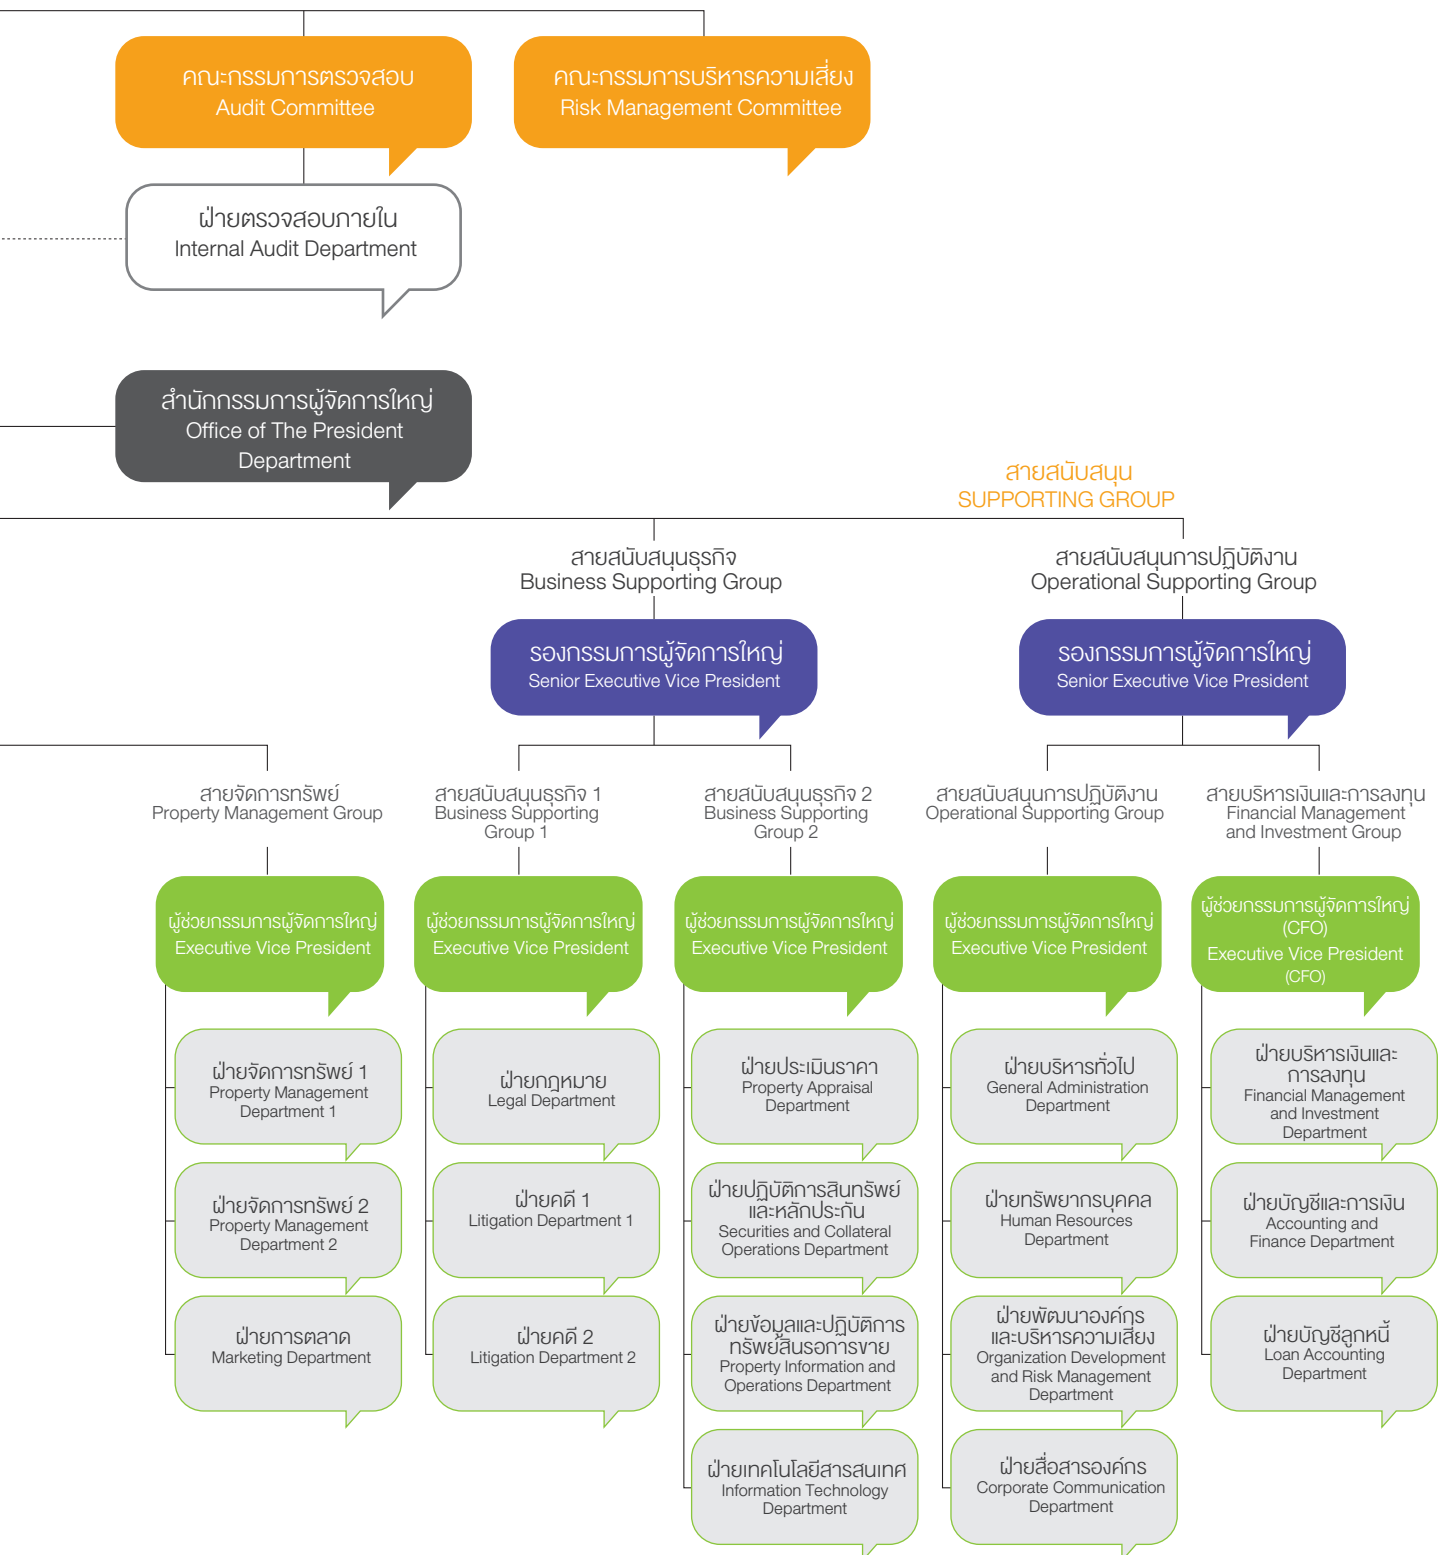 คณะกรรมการตรวจสอบ
Audit Committee
คณะกรรมการบริหารความเสี่ยง
Risk Management Committee
ฝ่ายตรวจสอบภายใน
Internal Audit Department
สำนักกรรมการผู้จัดการใหญ่
Office of The President
Department
สายสนับสนุน
SUPPORTING GROUP
สายสนับสนุนธุรกิจ
Business Supporting Group
สายสนับสนุนการปฏิบัติงาน
Operational Supporting Group
รองกรรมการผู้จัดการใหญ่
Senior Executive Vice President
รองกรรมการผู้จัดการใหญ่
Senior Executive Vice President
สายจัดการทรัพย์
Property Management Group
สายสนับสนุนธุรกิจ 1
Business Supporting
Group 1
สายสนับสนุนธุรกิจ 2
Business Supporting
Group 2
สายสนับสนุนการปฏิบัติงาน
Operational Supporting Group
สายบริหารเงินและการลงทุน
Financial Management
and Investment Group
ผู้ช่วยกรรมการผู้จัดการใหญ่
Executive Vice President
ผู้ช่วยกรรมการผู้จัดการใหญ่
Executive Vice President
ผู้ช่วยกรรมการผู้จัดการใหญ่
Executive Vice President
ผู้ช่วยกรรมการผู้จัดการใหญ่
Executive Vice President
ผู้ช่วยกรรมการผู้จัดการใหญ่
(CFO)
Executive Vice President
(CFO)
ฝ่ายจัดการทรัพย์ 1
Property Management
Department 1
ฝ่ายจัดการทรัพย์ 2
Property Management
Department 2
ฝ่ายการตลาด
Marketing Department
ฝ่ายกฎหมาย
Legal Department
ฝ่ายคดี 1
Litigation Department 1
ฝ่ายคดี 2
Litigation Department 2
ฝ่ายประเมินราคา
Property Appraisal
Department
ฝ่ายปฏิบัติการสินทรัพย์
และหลักประกัน
Securities and Collateral
Operations Department
ฝ่ายข้อมูลและปฏิบัติการ
ทรัพย์สินรอการขาย
Property Information and
Operations Department
ฝ่ายเทคโนโลยีสารสนเทศ
Information Technology
Department
ฝ่ายบริหารทั่วไป
General Administration
Department
ฝ่ายทรัพยากรบุคคล
Human Resources
Department
ฝ่ายพัฒนาองค์กร
และบริหารความเสี่ยง
Organization Development
and Risk Management
Department
ฝ่ายสื่อสารองค์กร
Corporate Communication
Department
ฝ่ายบริหารเงินและ
การลงทุน
Financial Management
and Investment
Department
ฝ่ายบัญชีและการเงิน
Accounting and
Finance Department
ฝ่ายบัญชีลูกหนี้
Loan Accounting
Department